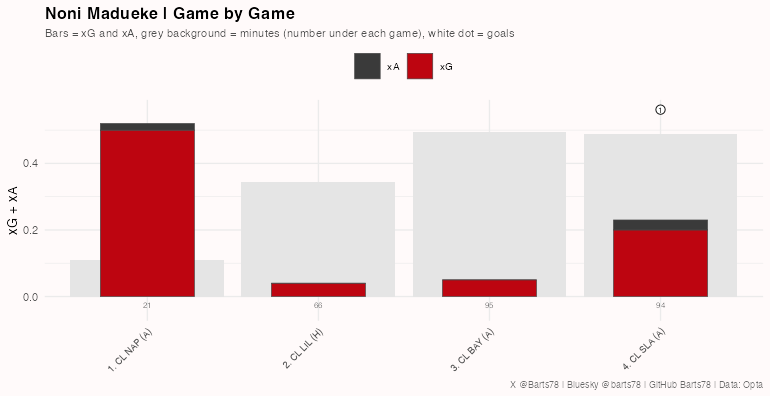 Noni Madueke | Game by Game
Bars = xG and xA, grey background = minutes (number under each game), white dot = goals
xA xG
1
xG + xA
0.4
0.2
0.0
21 66 95 94
1. CL NAP (A) 2. CL LIL (H) 3. CL BAY (A) 4. CL SLA (A)
X @Barts78 | Bluesky @barts78 | GitHub Barts78 | Data: Opta